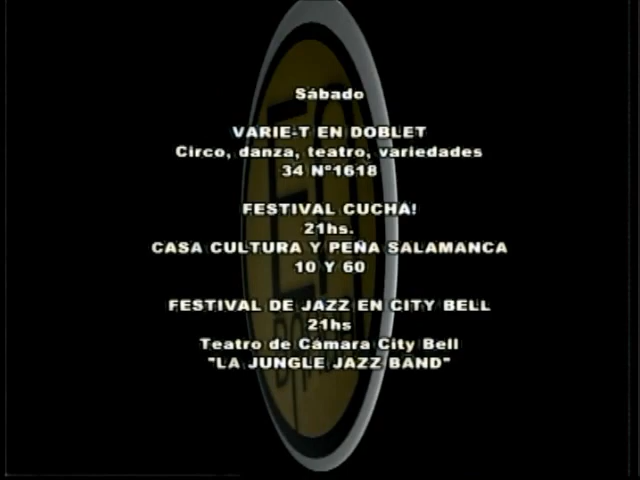 Sábado
VARIE-T EN DOBLET
Circo, danza, teatro, variedades
34 Nº1618
FESTIVAL CUCHA!
21hs.
CASA CULTURA Y PEÑA SALAMANCA
10 Y 60
FESTIVAL DE JAZZ EN CITY BELL
21hs
Teatro de Cámara City Bell
"LA JUNGLE JAZZ BAND"